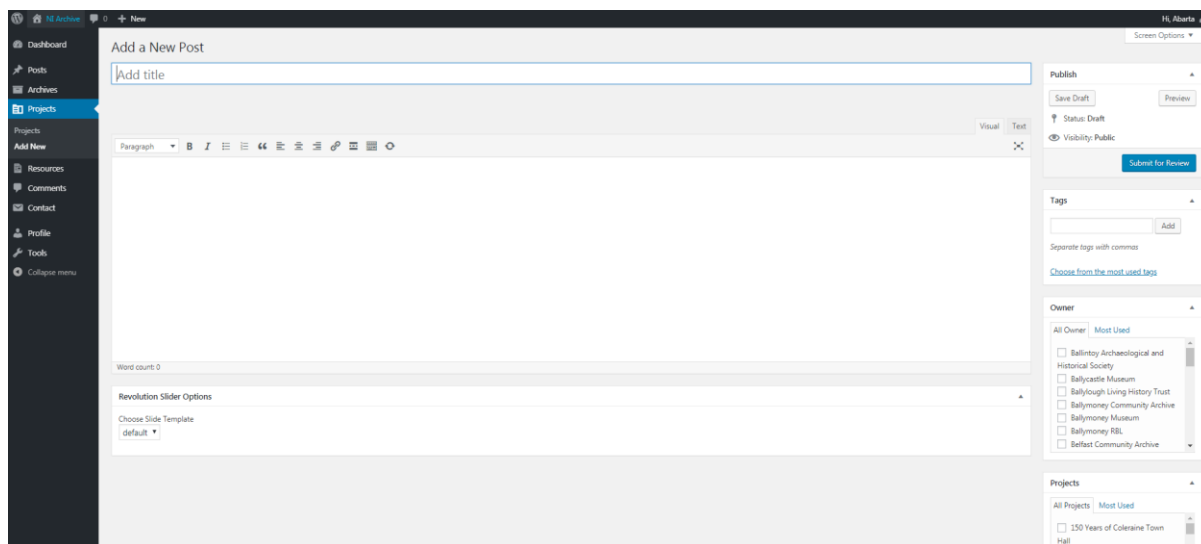 NI Archive 0 + New Hi, Abarta
Screen Options ▼
Dashboard
Posts
Archives
Projects
Projects
Add New
Resources
Comments
Contact
Profile
Tools
Collapse menu
Add a New Post
Add title
Visual Text
Paragraph B I
Word count: 0
Revolution Slider Options
Choose Slide Template
default
Publish
Save Draft Preview
Status: Draft
Visibility: Public
Submit for Review
Tags
Add
Separate tags with commas
Choose from the most used tags
Owner
All Owner Most Used
Ballintoy Archaeological and
Historical Society
Ballycastle Museum
Ballylough Living History Trust
Ballymoney Community Archive
Ballymoney Museum
Ballymoney RBL
Belfast Community Archive
Projects
All Projects Most Used
150 Years of Coleraine Town
Hall